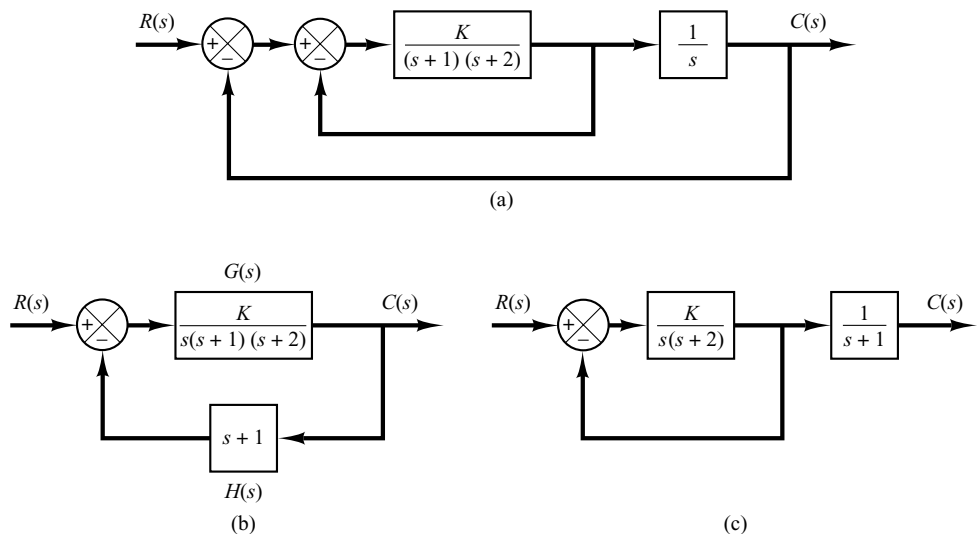 R(s)
+
−
+
−
K
(s + 1) (s + 2)
1
s
C(s)
(a)
G(s)
R(s)
+
−
K
s(s + 1) (s + 2)
C(s)
s + 1
H(s)
(b)
R(s)
+
−
K
s(s + 2)
1
s + 1
C(s)
(c)